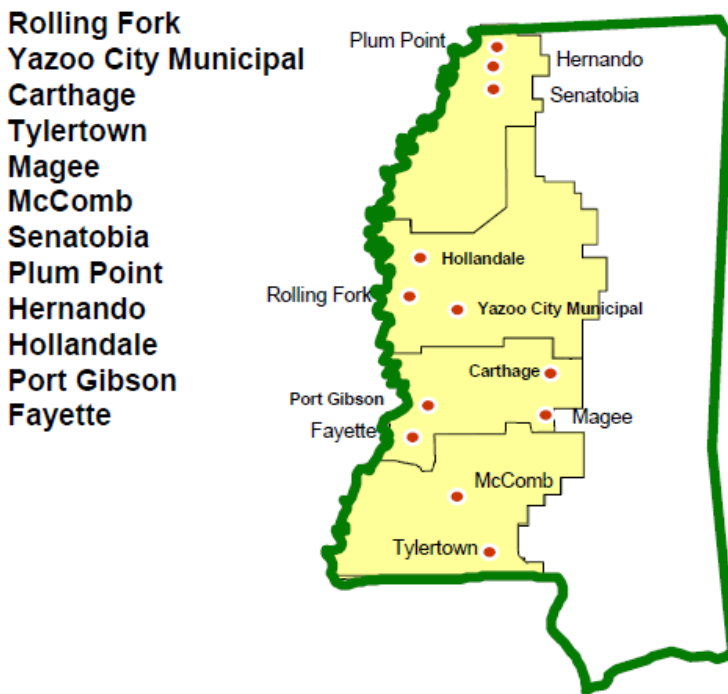 Rolling Fork
Yazoo City Municipal
Carthage
Tylertown
Magee
McComb
Senatobia
Plum Point
Hernando
Hollandale
Port Gibson
Fayette
Plum Point
Hernando
Senatobia
Hollandale
Rolling Fork
Yazoo City Municipal
Carthage
Port Gibson
Magee
Fayette
McComb
Tylertown